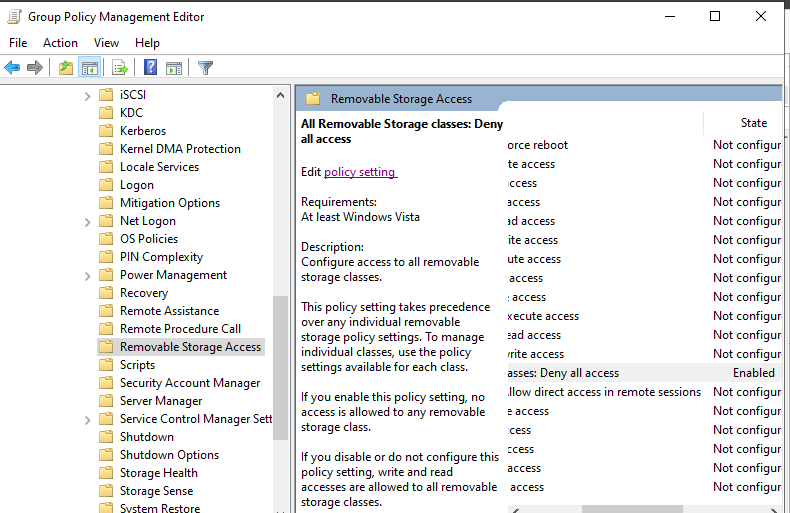 Group Policy Management Editor
File Action View Help
iSCSI
KDC
Kerberos
Kernel DMA Protection
Locale Services
Logon
Mitigation Options
Net Logon
OS Policies
PIN Complexity
Power Management
Recovery
Remote Assistance
Remote Procedure Call
Removable Storage Access
Scripts
Security Account Manager
Server Manager
Service Control Manager Sett
Shutdown
Shutdown Options
Storage Health
Storage Sense
System Restore
Removable Storage Access
All Removable Storage classes: Deny
all access
Edit policy setting
Requirements:
At least Windows Vista
Description:
Configure access to all removable
storage classes.
This policy setting takes precedence
over any individual removable
storage policy settings. To manage
individual classes, use the policy
settings available for each class.
If you enable this policy setting, no
access is allowed to any removable
storage class.
If you disable or do not configure this
policy setting, write and read
accesses are allowed to all removable
storage classes.
State
orce reboot Not configur
te access Not configur
ccess Not configur
access Not configur
ad access Not configur
ite access Not configur
ute access Not configur
access Not configur
e access Not configur
xecute access Not configur
ead access Not configur
write access Not configur
asses: Deny all access Enabled
llow direct access in remote sessions Not configur
e access Not configur
ccess Not configur
ccess Not configur
access Not configur
access Not configur